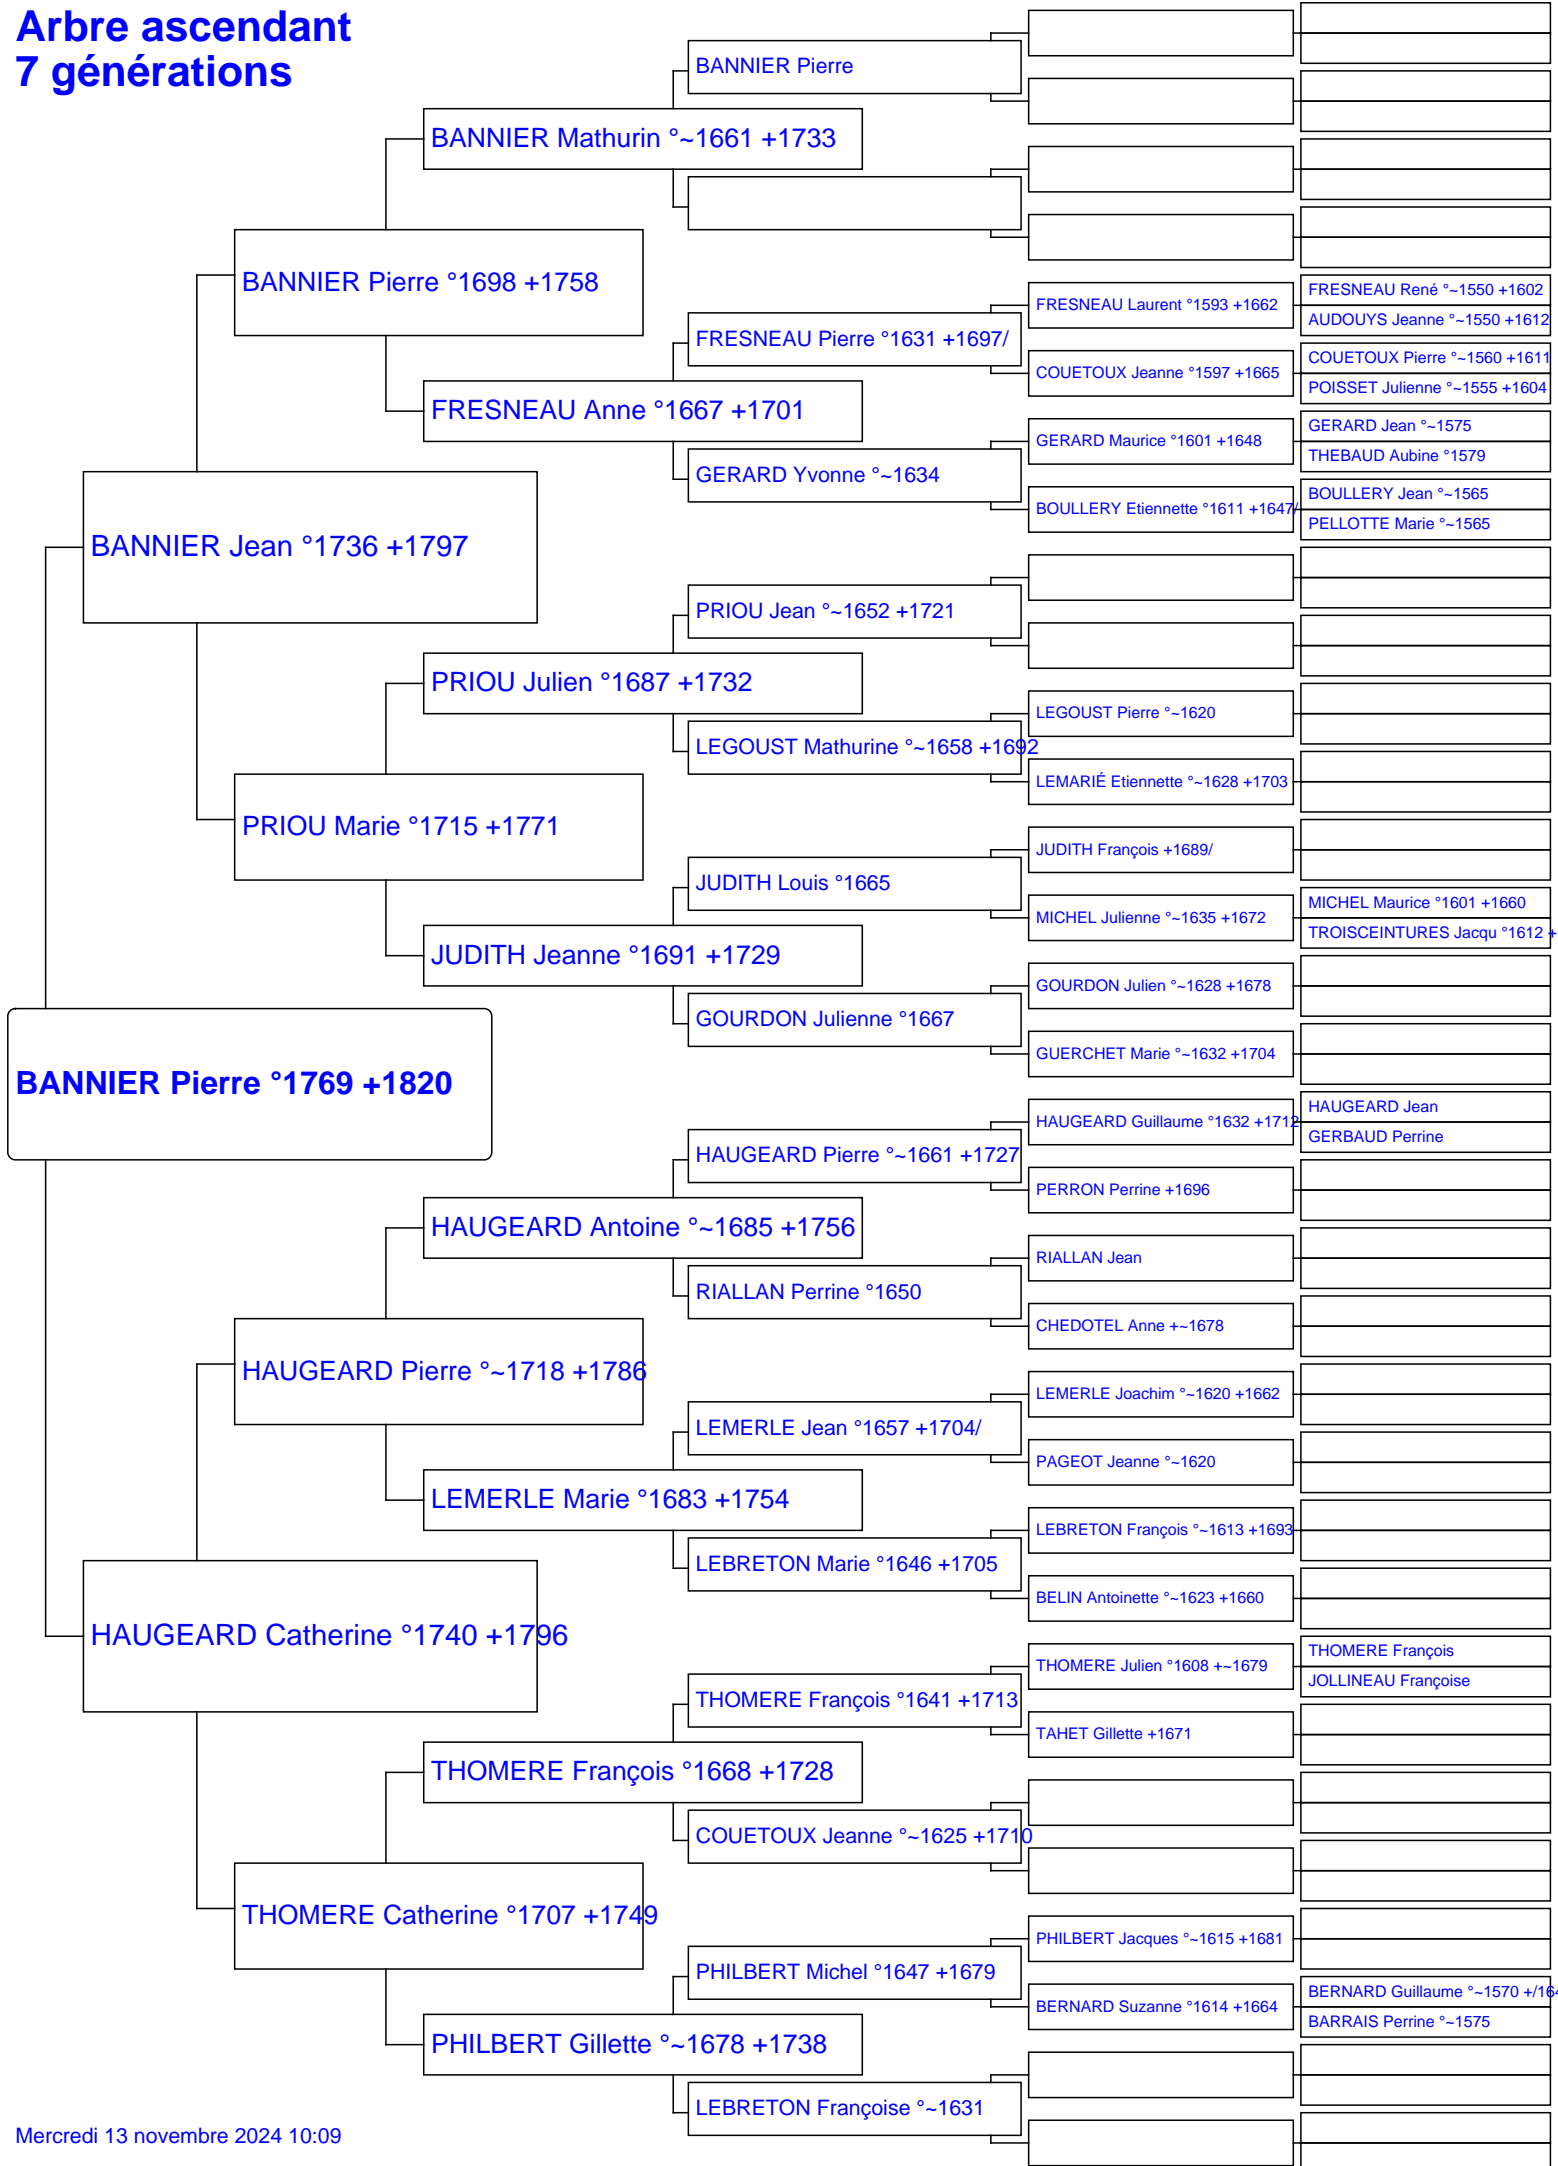 Arbre ascendant
7 générations
BANNIER Pierre °1769 +1820
BANNIER Jean °1736 +1797
HAUGEARD Catherine °1740 +1796
BANNIER Pierre °1698 +1758
PRIOU Marie °1715 +1771
HAUGEARD Pierre °~1718 +1786
THOMERE Catherine °1707 +1749
BANNIER Mathurin °~1661 +1733
FRESNEAU Anne °1667 +1701
PRIOU Julien °1687 +1732
JUDITH Jeanne °1691 +1729
HAUGEARD Antoine °~1685 +1756
LEMERLE Marie °1683 +1754
THOMERE François °1668 +1728
PHILBERT Gillette °~1678 +1738
BANNIER Pierre
FRESNEAU Pierre °1631 +1697/
GERARD Yvonne °~1634
PRIOU Jean °~1652 +1721
LEGOUST Mathurine °~1658 +1692
JUDITH Louis °1665
GOURDON Julienne °1667
HAUGEARD Pierre °~1661 +1727
RIALLAN Perrine °1650
LEMERLE Jean °1657 +1704/
LEBRETON Marie °1646 +1705
THOMERE François °1641 +1713
COUETOUX Jeanne °~1625 +1710
PHILBERT Michel °1647 +1679
LEBRETON Françoise °~1631
FRESNEAU Laurent °1593 +1662
COUETOUX Jeanne °1597 +1665
GERARD Maurice °1601 +1648
BOULLERY Etiennette °1611 +1647/
LEGOUST Pierre °~1620
LEMARIÉ Etiennette °~1628 +1703
JUDITH François +1689/
MICHEL Julienne °~1635 +1672
GOURDON Julien °~1628 +1678
GUERCHET Marie °~1632 +1704
HAUGEARD Guillaume °1632 +1712
PERRON Perrine +1696
RIALLAN Jean
CHEDOTEL Anne +~1678
LEMERLE Joachim °~1620 +1662
PAGEOT Jeanne °~1620
LEBRETON François °~1613 +1693
BELIN Antoinette °~1623 +1660
THOMERE Julien °1608 +~1679
TAHET Gillette +1671
PHILBERT Jacques °~1615 +1681
BERNARD Suzanne °1614 +1664
FRESNEAU René °~1550 +1602
AUDOUYS Jeanne °~1550 +1612
COUETOUX Pierre °~1560 +1611
POISSET Julienne °~1555 +1604
GERARD Jean °~1575
THEBAUD Aubine °1579
BOULLERY Jean °~1565
PELLOTTE Marie °~1565
MICHEL Maurice °1601 +1660
TROISCEINTURES Jacqu °1612 +
HAUGEARD Jean
GERBAUD Perrine
THOMERE François
JOLLINEAU Françoise
BERNARD Guillaume °~1570 +/164
BARRAIS Perrine °~1575
Mercredi 13 novembre 2024 10:09